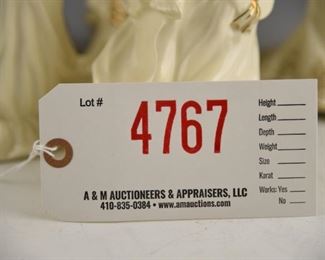 Lot #
4767
Height
Length
Depth
Weight
Size
Karat
Works: Yes
No
A & M AUCTIONEERS & APPRAISERS, LLC
410-835-0384 • www.amauctions.com